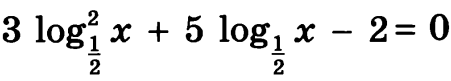 3 log²_{1/2} x + 5 log_{1/2} x − 2 = 0